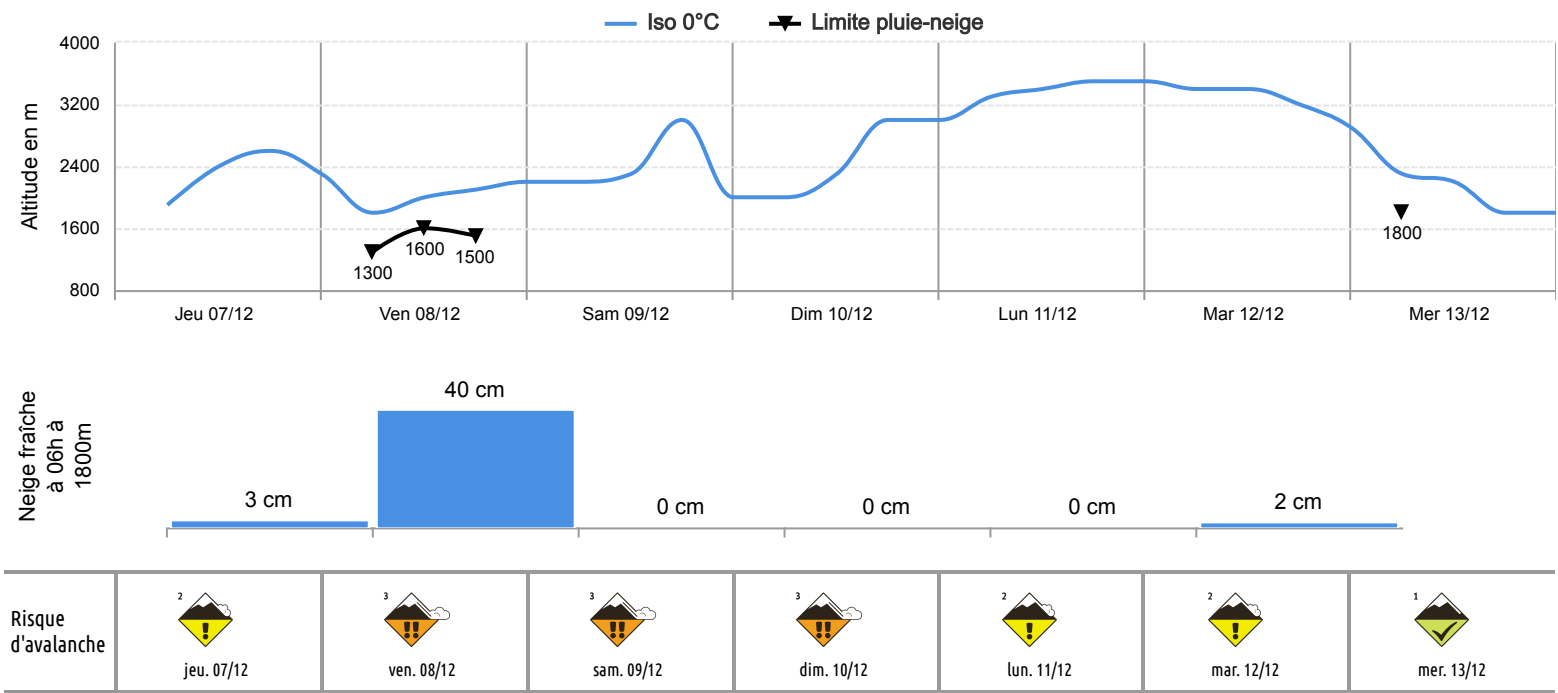 Iso 0°C Limite pluie-neige
Altitude en m
4000
3200
2400
1600
800
1300
1600
1500
1800
Jeu 07/12 Ven 08/12 Sam 09/12 Dim 10/12 Lun 11/12 Mar 12/12 Mer 13/12
Neige fraîche
à 06h à
1800m
3 cm 40 cm 0 cm 0 cm 0 cm 2 cm
Risque
d'avalanche
2 3 3 3 2 2 1
! !! !! !! ! !
jeu. 07/12 ven. 08/12 sam. 09/12 dim. 10/12 lun. 11/12 mar. 12/12 mer. 13/12